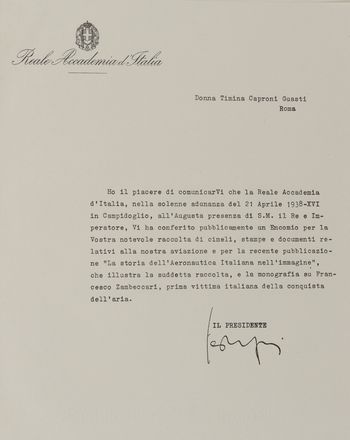 Reale Accademia d'Italia
Donna Timina Caproni Guasti
Roma
Ho il piacere di comunicarVi che la Reale Accademia
d'Italia, nella solenne adunanza del 21 Aprile 1938-XVI
in Campidoglio, all'Augusta presenza di S.M. il Re e Im-
peratore, Vi ha conferito pubblicamente un Encomio per la
Vostra notevole raccolta di cimeli, stampe e documenti re-
lativi alla nostra aviazione e per la recente pubblicazio-
ne "La storia dell'Aeronautica Italiana nell'immagine",
che illustra la suddetta raccolta, e la monografia su Fran-
cesco Zambeccari, prima vittima italiana della conquista
dell'aria.
IL PRESIDENTE